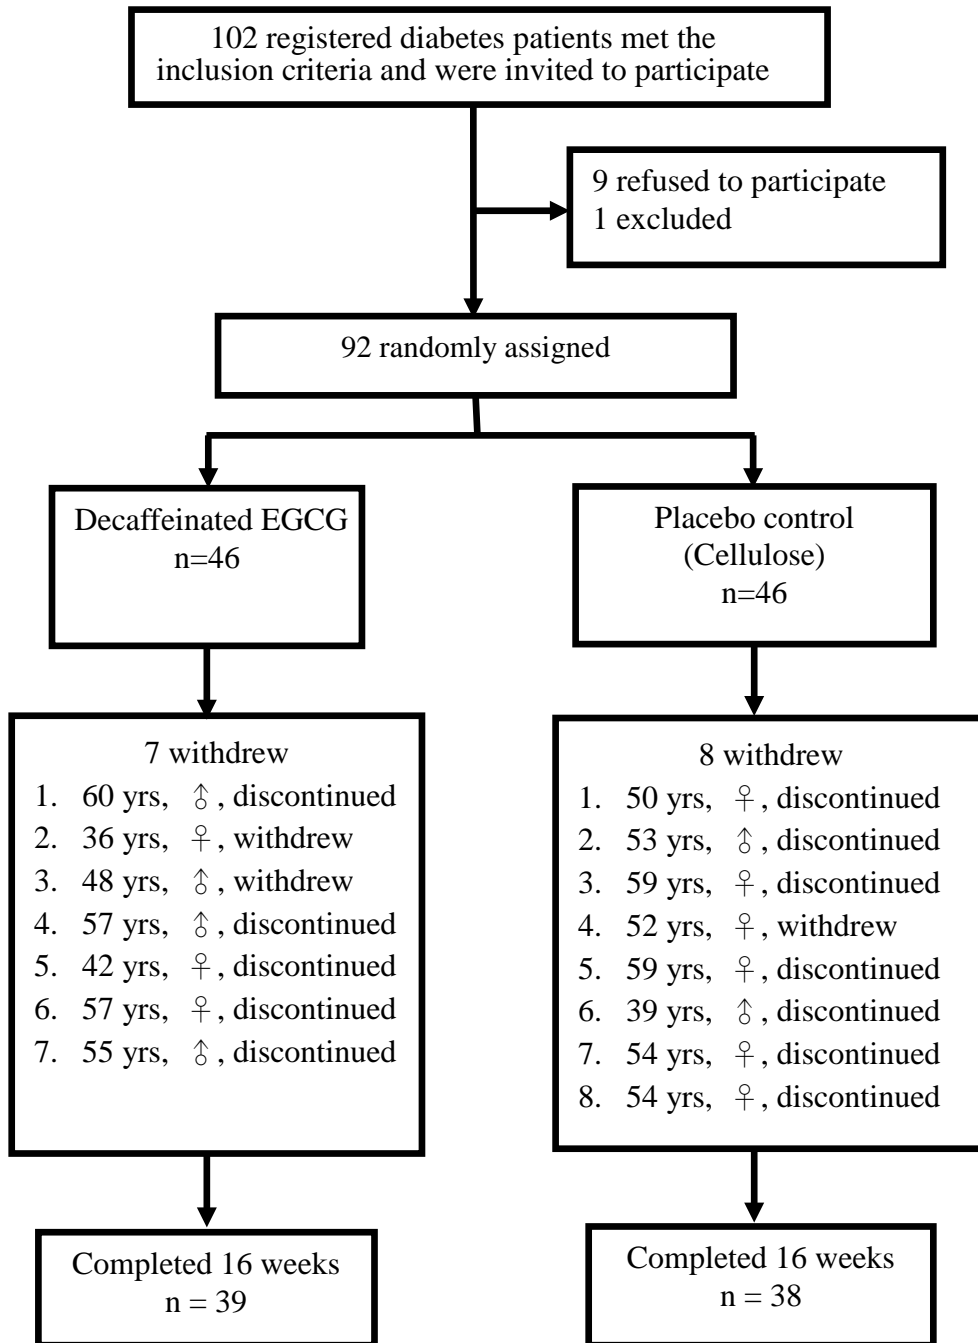 102 registered diabetes patients met the
inclusion criteria and were invited to participate
9 refused to participate
1 excluded
92 randomly assigned
Decaffeinated EGCG
n=46
Placebo control
(Cellulose)
n=46
7 withdrew
1. 60 yrs, ♂, discontinued
2. 36 yrs, ♀, withdrew
3. 48 yrs, ♂, withdrew
4. 57 yrs, ♂, discontinued
5. 42 yrs, ♀, discontinued
6. 57 yrs, ♀, discontinued
7. 55 yrs, ♂, discontinued
8 withdrew
1. 50 yrs, ♀, discontinued
2. 53 yrs, ♂, discontinued
3. 59 yrs, ♀, discontinued
4. 52 yrs, ♀, withdrew
5. 59 yrs, ♀, discontinued
6. 39 yrs, ♂, discontinued
7. 54 yrs, ♀, discontinued
8. 54 yrs, ♀, discontinued
Completed 16 weeks
n = 39
Completed 16 weeks
n = 38